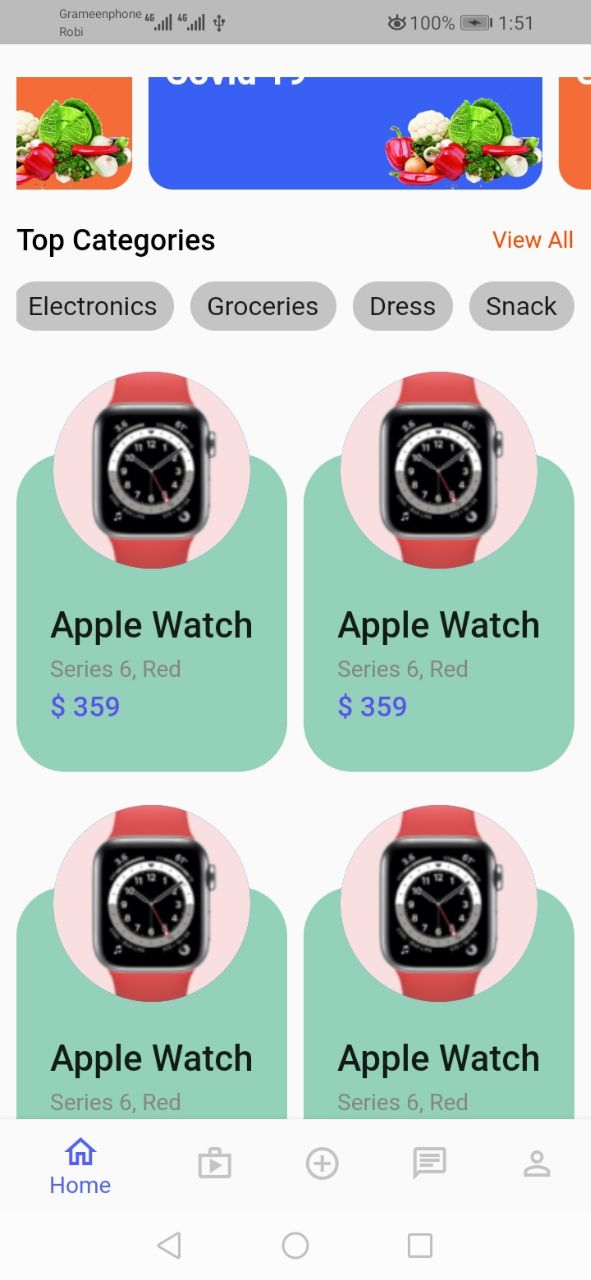 Grameenphone 4G 4G 100% 1:51
Robi
Covid 19
Top Categories View All
Electronics Groceries Dress Snack
Apple Watch Apple Watch
Series 6, Red Series 6, Red
$ 359 $ 359
Apple Watch Apple Watch
Series 6, Red Series 6, Red
Home